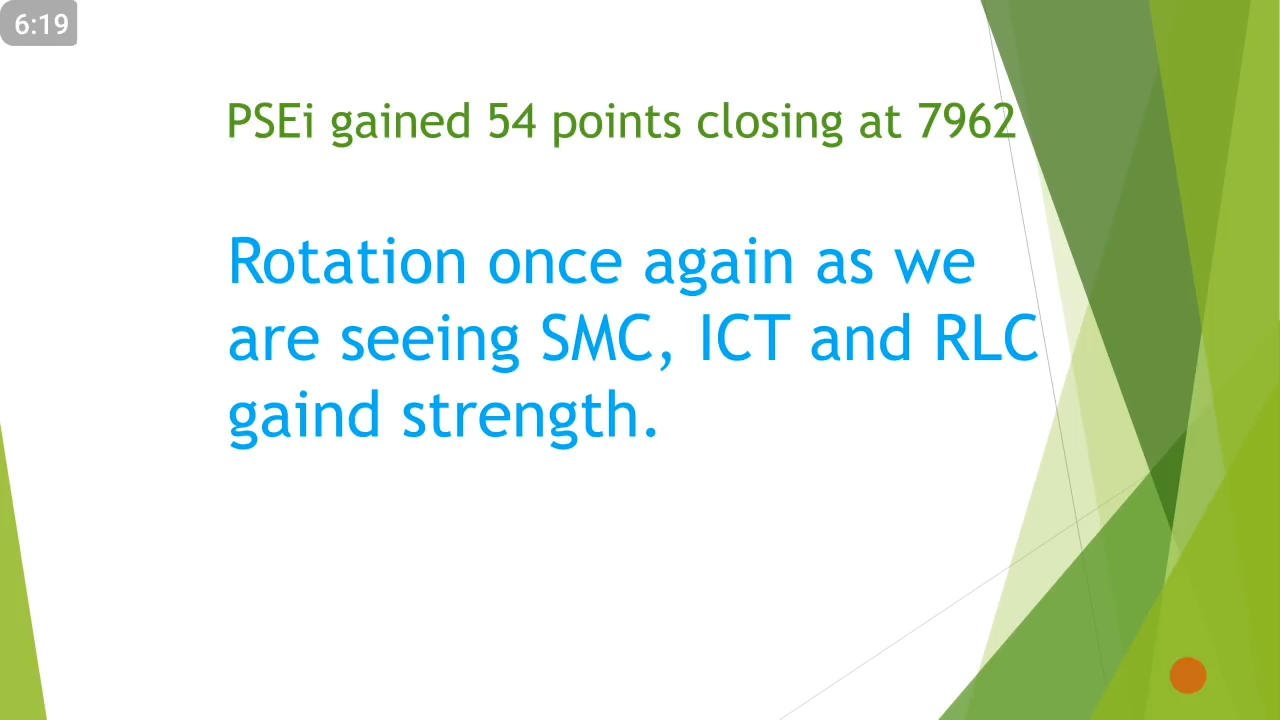 6:19
PSEi gained 54 points closing at 7962
Rotation once again as we
are seeing SMC, ICT and RLC
gaind strength.